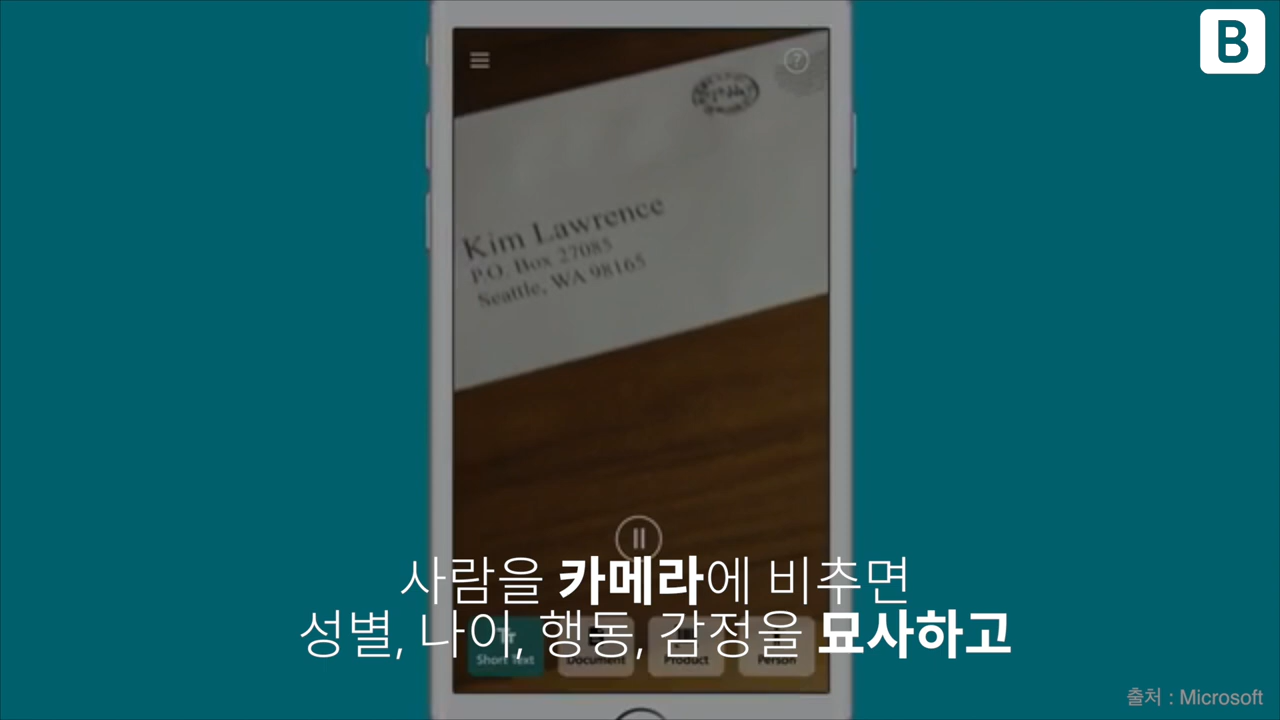 B
?
Kim Lawrence
P.O. Box 27085
Seattle, WA 98165
사람을 카메라에 비추면
성별, 나이, 행동, 감정을 묘사하고
Short Text
Document
Product
Person
출처 : Microsoft